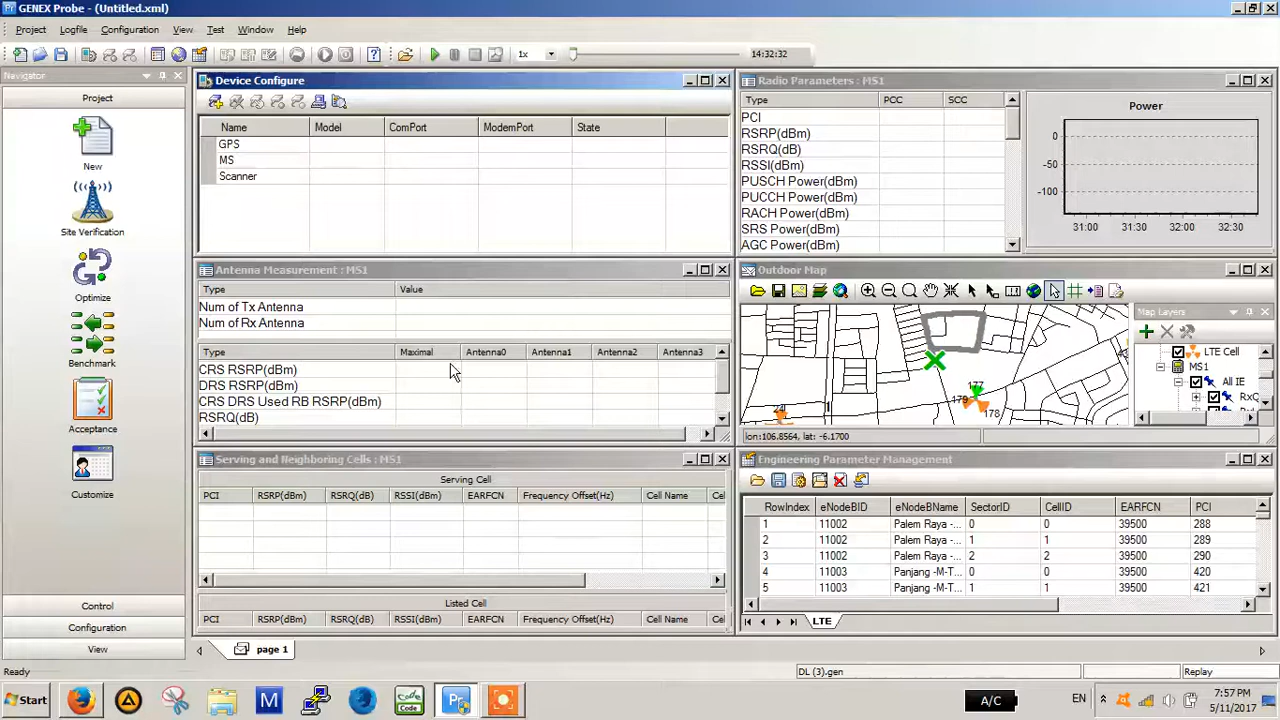 GENEX Probe - (Untitled.xml)
Project Logfile Configuration View Test Window Help
1x 14:32:32
Navigator
Project
New
Site Verification
Optimize
Benchmark
Acceptance
Customize
Control
Configuration
View
Device Configure
Name Model ComPort ModemPort State
GPS
MS
Scanner
Radio Parameters : MS1
Type PCC SCC
PCI
RSRP(dBm)
RSRQ(dB)
RSSI(dBm)
PUSCH Power(dBm)
PUCCH Power(dBm)
RACH Power(dBm)
SRS Power(dBm)
AGC Power(dBm)
Power
0
-50
-100
31:00 31:30 32:00 32:30
Antenna Measurement : MS1
Type Value
Num of Tx Antenna
Num of Rx Antenna
Type Maximal Antenna0 Antenna1 Antenna2 Antenna3
CRS RSRP(dBm)
DRS RSRP(dBm)
CRS DRS Used RB RSRP(dBm)
RSRQ(dB)
Outdoor Map
Map Layers
LTE Cell
MS1
All IE
RxQ
177
179
178
24
lon:106.8564, lat: -6.1700
Serving and Neighboring Cells : MS1
Serving Cell
PCI RSRP(dBm) RSRQ(dB) RSSI(dBm) EARFCN Frequency Offset(Hz) Cell Name Cel
Listed Cell
PCI RSRP(dBm) RSRQ(dB) RSSI(dBm) EARFCN Frequency Offset(Hz) Cell Name Cel
Engineering Parameter Management
RowIndex eNodeBID eNodeBName SectorID CellID EARFCN PCI
1 11002 Palem Raya -... 0 0 39500 288
2 11002 Palem Raya -... 1 1 39500 289
3 11002 Palem Raya -... 2 2 39500 290
4 11003 Panjang -M-T... 0 0 39500 420
5 11003 Panjang -M-T... 1 1 39500 421
LTE
page 1
Ready DL (3).gen Replay
Start A/C EN 7:57 PM
5/11/2017